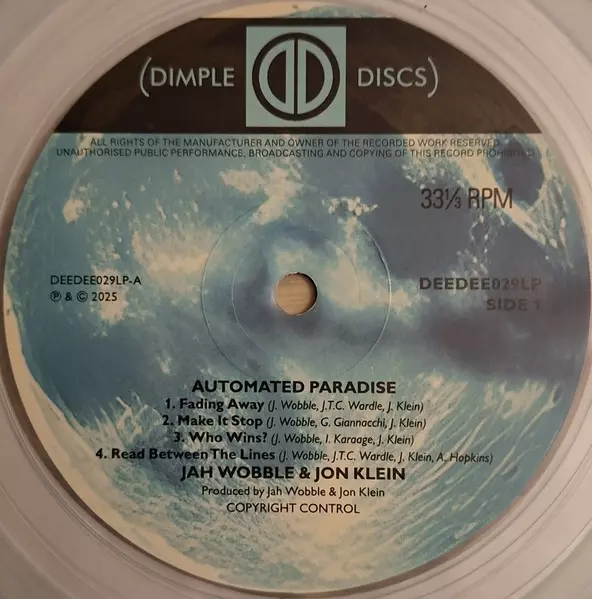 (DIMPLE DISCS)
ALL RIGHTS OF THE MANUFACTURER AND OWNER OF THE RECORDED WORK RESERVED.
UNAUTHORISED PUBLIC PERFORMANCE, BROADCASTING AND COPYING OF THIS RECORD PROHIBITED
33⅓ RPM
DEEDEE029LP-A
℗ & © 2025
DEEDEE029LP
SIDE 1
AUTOMATED PARADISE
1. Fading Away (J. Wobble, J.T.C. Wardle, J. Klein)
2. Make It Stop (J. Wobble, G. Giannacchi, J. Klein)
3. Who Wins? (J. Wobble, I. Karaage, J. Klein)
4. Read Between The Lines (J. Wobble, J.T.C. Wardle, J. Klein, A. Hopkins)
JAH WOBBLE & JON KLEIN
Produced by Jah Wobble & Jon Klein
COPYRIGHT CONTROL